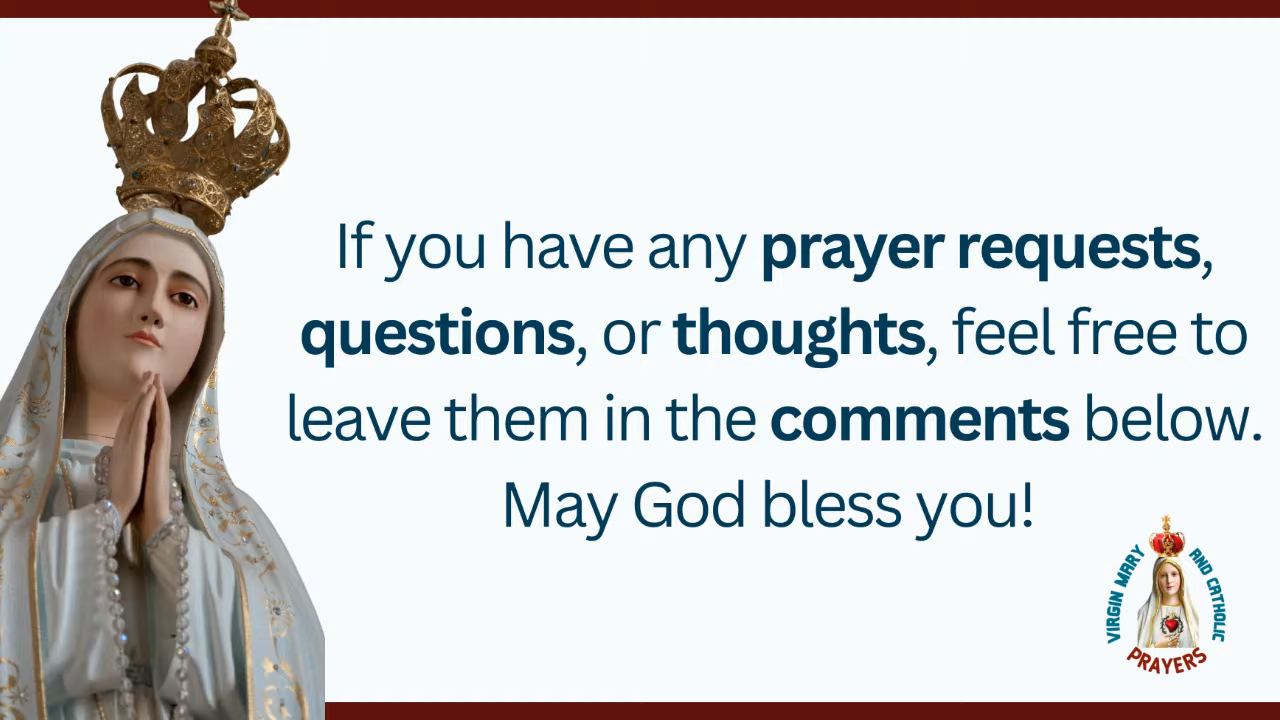 If you have any prayer requests,
questions, or thoughts, feel free to
leave them in the comments below.
May God bless you!
VIRGIN MARY AND CATHOLIC
PRAYERS